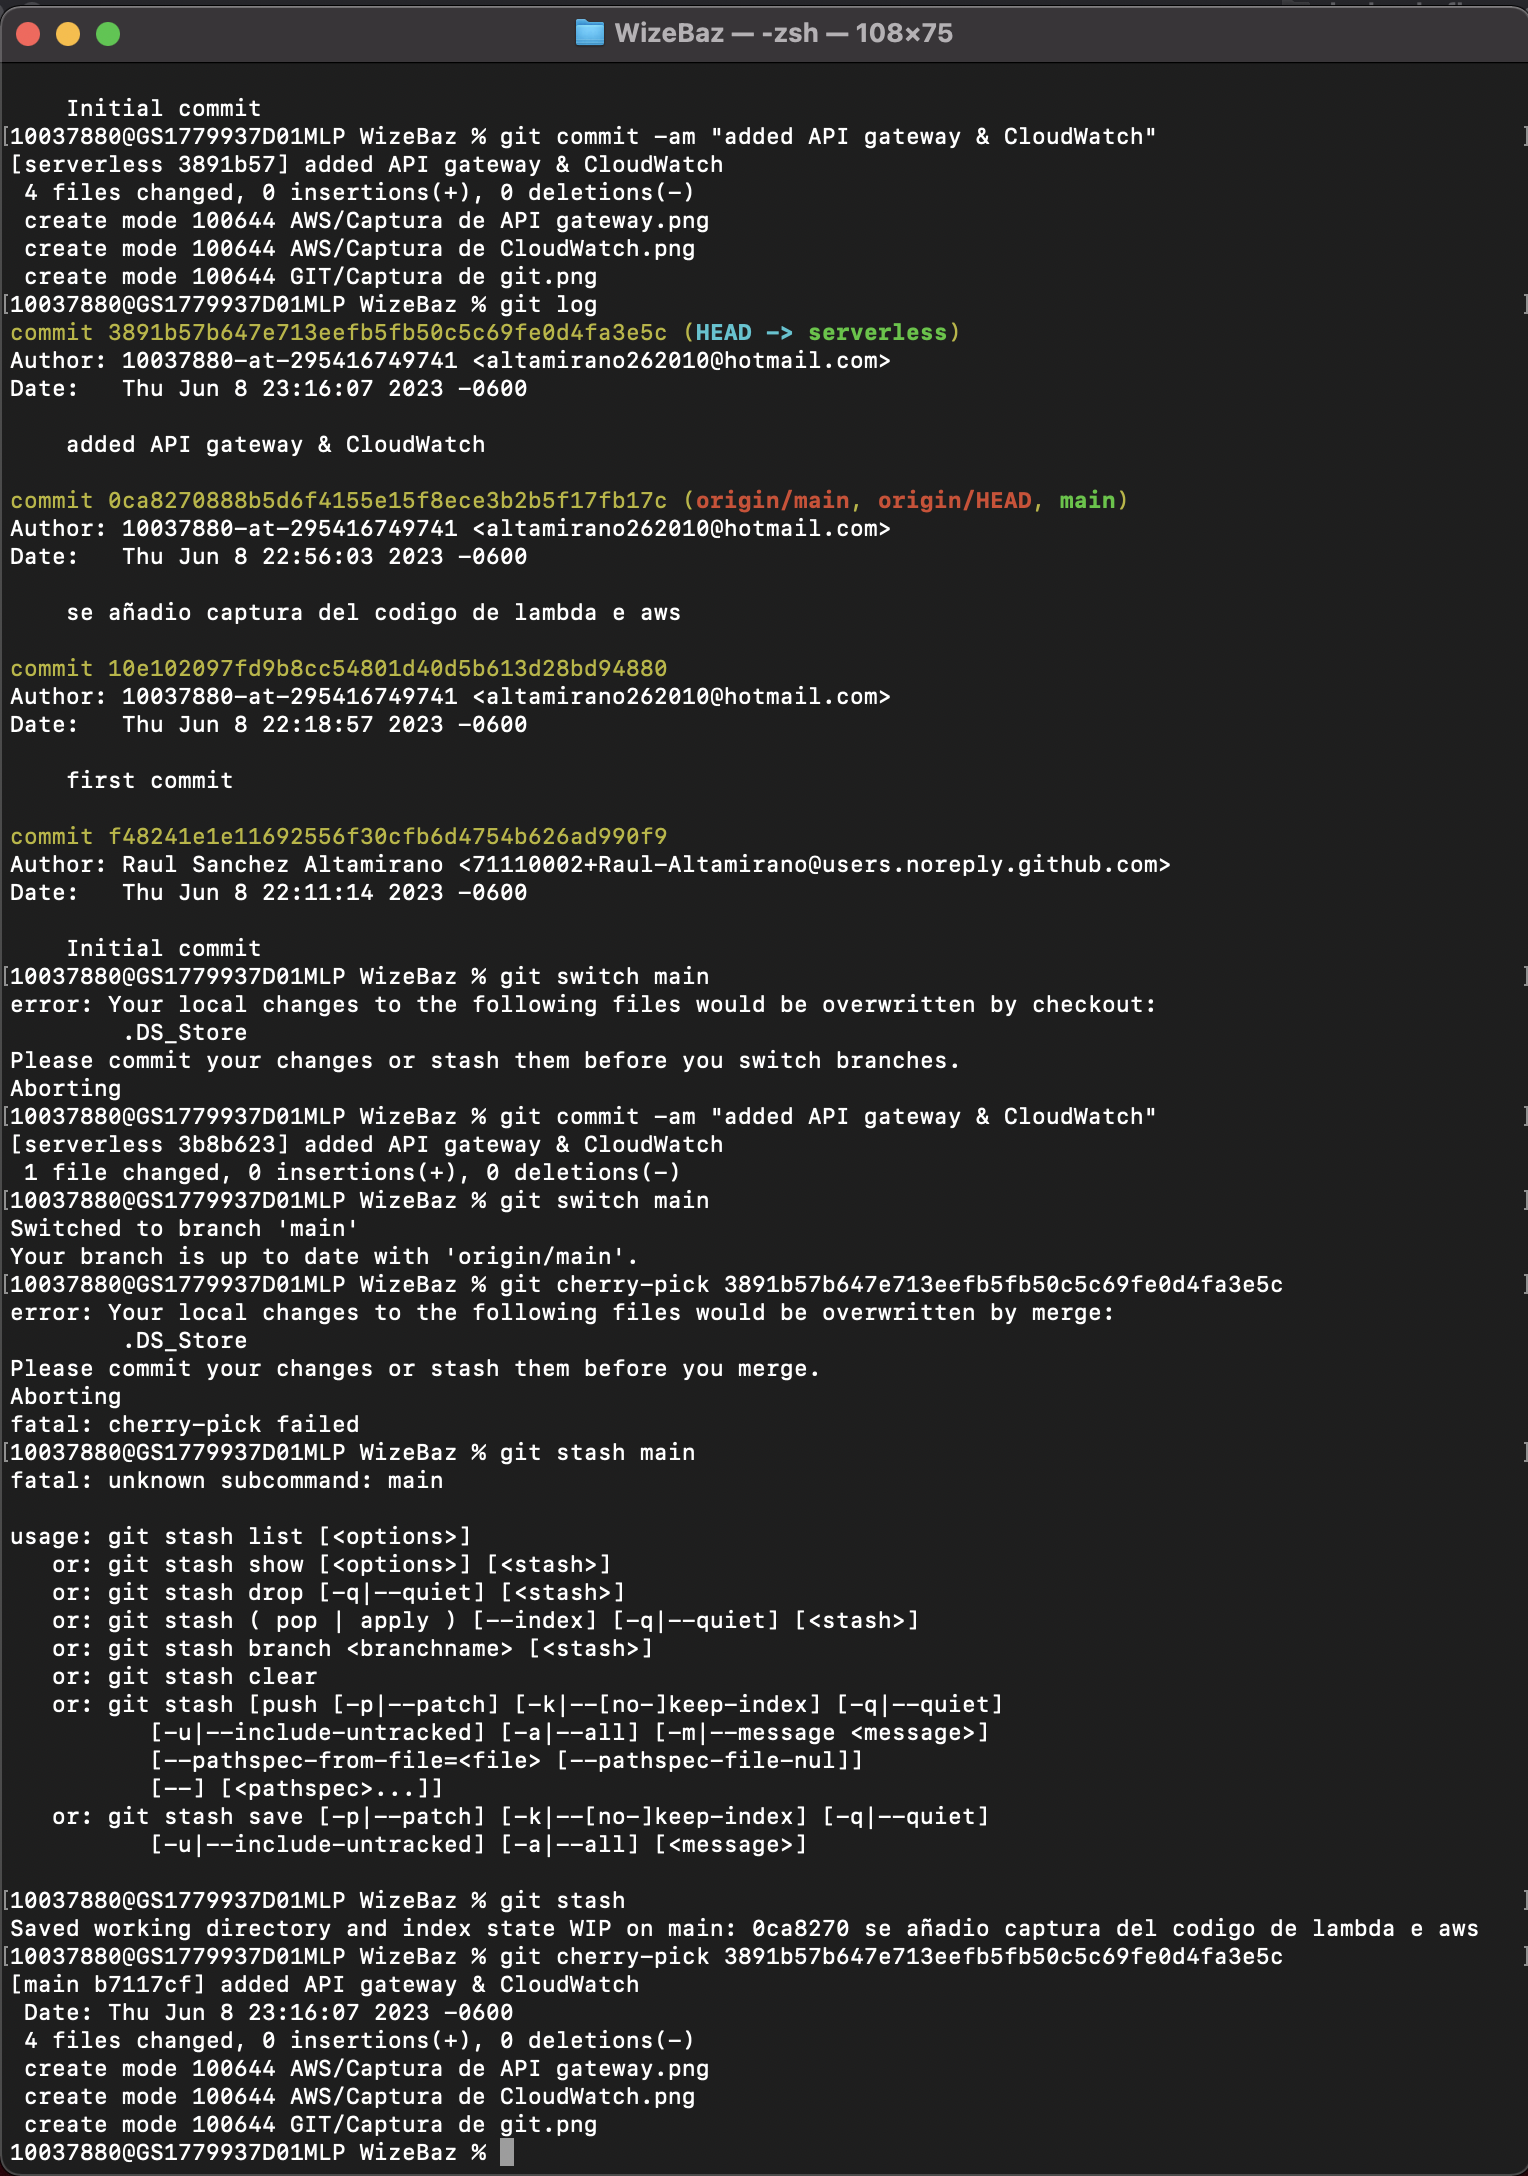 WizeBaz — -zsh — 108×75
Initial commit
10037880@GS1779937D01MLP WizeBaz % git commit -am "added API gateway & CloudWatch"
[serverless 3891b57] added API gateway & CloudWatch
4 files changed, 0 insertions(+), 0 deletions(-)
create mode 100644 AWS/Captura de API gateway.png
create mode 100644 AWS/Captura de CloudWatch.png
create mode 100644 GIT/Captura de git.png
10037880@GS1779937D01MLP WizeBaz % git log
commit 3891b57b647e713eefb5fb50c5c69fe0d4fa3e5c (HEAD -> serverless)
Author: 10037880-at-295416749741 <altamirano262010@hotmail.com>
Date:   Thu Jun 8 23:16:07 2023 -0600
added API gateway & CloudWatch
commit 0ca8270888b5d6f4155e15f8ece3b2b5f17fb17c (origin/main, origin/HEAD, main)
Author: 10037880-at-295416749741 <altamirano262010@hotmail.com>
Date:   Thu Jun 8 22:56:03 2023 -0600
se añadio captura del codigo de lambda e aws
commit 10e102097fd9b8cc54801d40d5b613d28bd94880
Author: 10037880-at-295416749741 <altamirano262010@hotmail.com>
Date:   Thu Jun 8 22:18:57 2023 -0600
first commit
commit f48241e1e11692556f30cfb6d4754b626ad990f9
Author: Raul Sanchez Altamirano <71110002+Raul-Altamirano@users.noreply.github.com>
Date:   Thu Jun 8 22:11:14 2023 -0600
Initial commit
10037880@GS1779937D01MLP WizeBaz % git switch main
error: Your local changes to the following files would be overwritten by checkout:
.DS_Store
Please commit your changes or stash them before you switch branches.
Aborting
10037880@GS1779937D01MLP WizeBaz % git commit -am "added API gateway & CloudWatch"
[serverless 3b8b623] added API gateway & CloudWatch
1 file changed, 0 insertions(+), 0 deletions(-)
10037880@GS1779937D01MLP WizeBaz % git switch main
Switched to branch 'main'
Your branch is up to date with 'origin/main'.
10037880@GS1779937D01MLP WizeBaz % git cherry-pick 3891b57b647e713eefb5fb50c5c69fe0d4fa3e5c
error: Your local changes to the following files would be overwritten by merge:
.DS_Store
Please commit your changes or stash them before you merge.
Aborting
fatal: cherry-pick failed
10037880@GS1779937D01MLP WizeBaz % git stash main
fatal: unknown subcommand: main
usage: git stash list [<options>]
or: git stash show [<options>] [<stash>]
or: git stash drop [-q|--quiet] [<stash>]
or: git stash ( pop | apply ) [--index] [-q|--quiet] [<stash>]
or: git stash branch <branchname> [<stash>]
or: git stash clear
or: git stash [push [-p|--patch] [-k|--[no-]keep-index] [-q|--quiet]
[-u|--include-untracked] [-a|--all] [-m|--message <message>]
[--pathspec-from-file=<file> [--pathspec-file-nul]]
[--] [<pathspec>...]]
or: git stash save [-p|--patch] [-k|--[no-]keep-index] [-q|--quiet]
[-u|--include-untracked] [-a|--all] [<message>]
10037880@GS1779937D01MLP WizeBaz % git stash
Saved working directory and index state WIP on main: 0ca8270 se añadio captura del codigo de lambda e aws
10037880@GS1779937D01MLP WizeBaz % git cherry-pick 3891b57b647e713eefb5fb50c5c69fe0d4fa3e5c
[main b7117cf] added API gateway & CloudWatch
Date: Thu Jun 8 23:16:07 2023 -0600
4 files changed, 0 insertions(+), 0 deletions(-)
create mode 100644 AWS/Captura de API gateway.png
create mode 100644 AWS/Captura de CloudWatch.png
create mode 100644 GIT/Captura de git.png
10037880@GS1779937D01MLP WizeBaz %